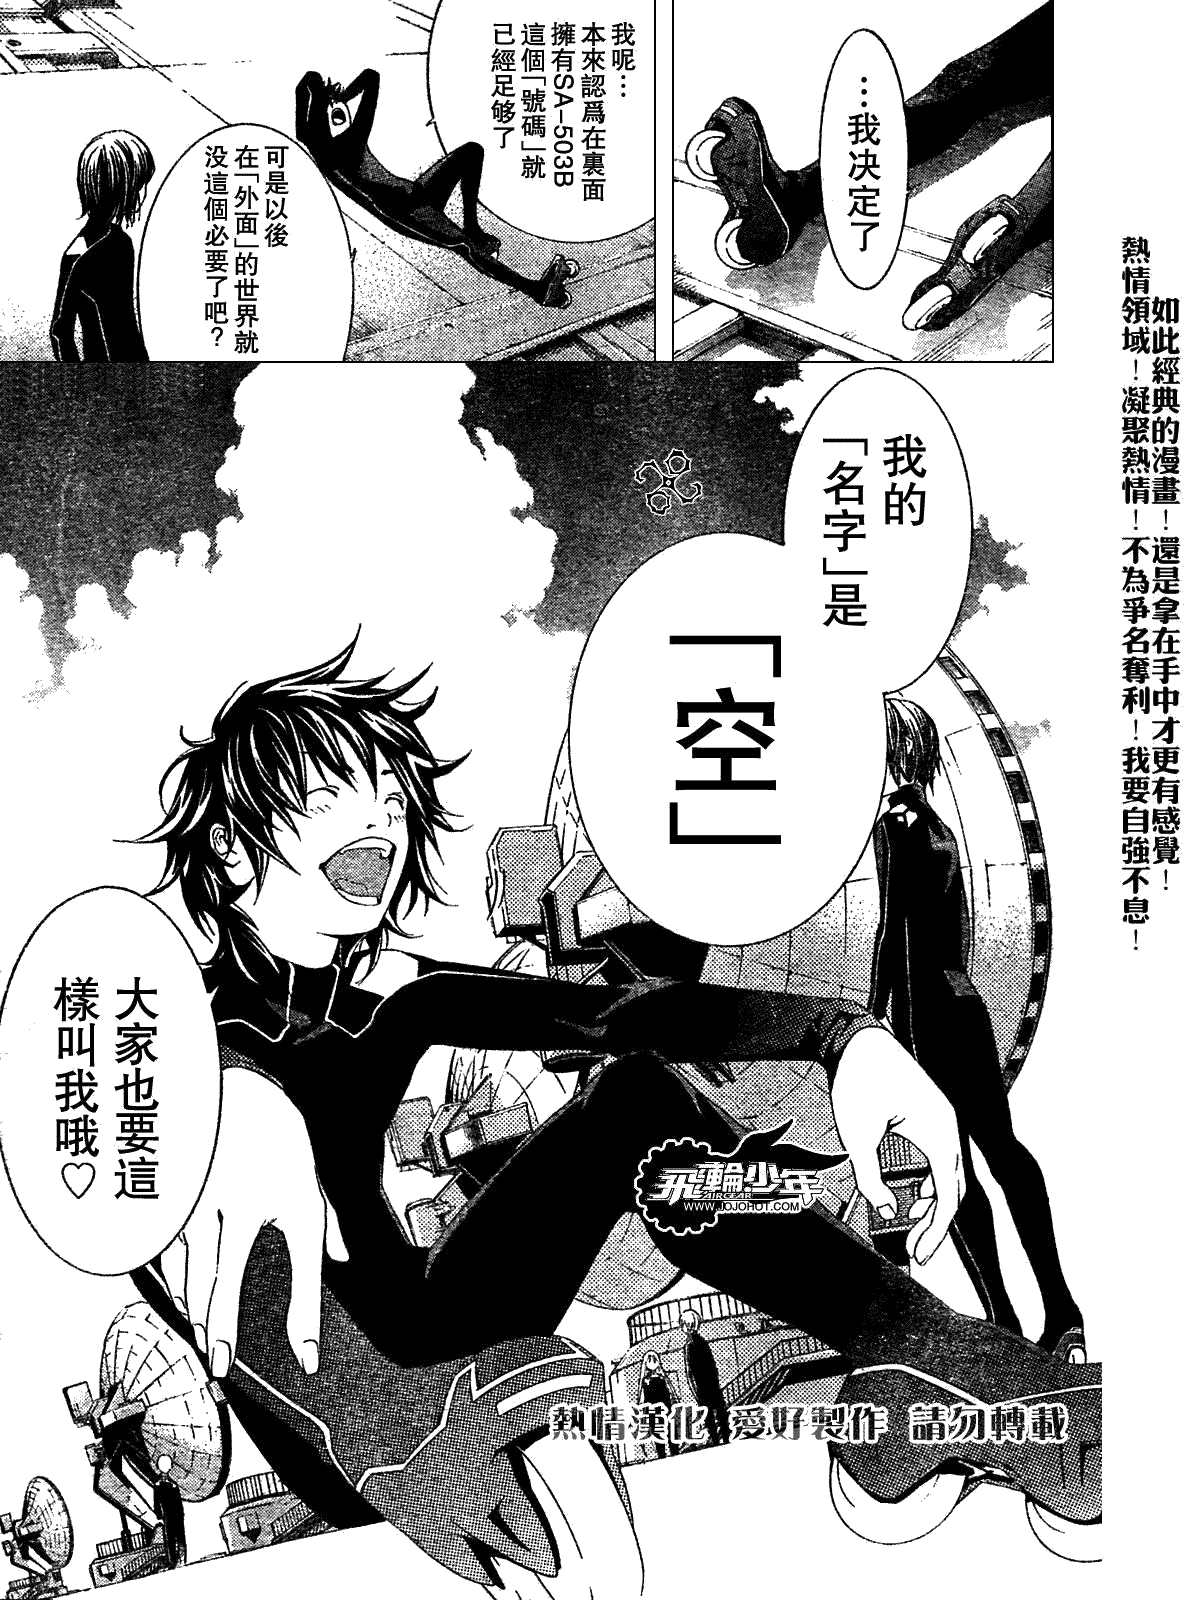 …我决定了
我呢…
本來認爲在裏面
擁有SA-503B
這個「號碼」就
已經足够了
可是以後
在「外面」的世界就
没這個必要了吧？
我的
「名字」是
「空」
大家也要這
樣叫我哦♡
飛輪少年
AIRGEAR
WWW.JOJOHOT.COM
熱情漢化 愛好製作 請勿轉載
如此經典的漫畫！還是拿在手中才更有感覺！
熱情領域！凝聚熱情！不為爭名奪利！我要自強不息！